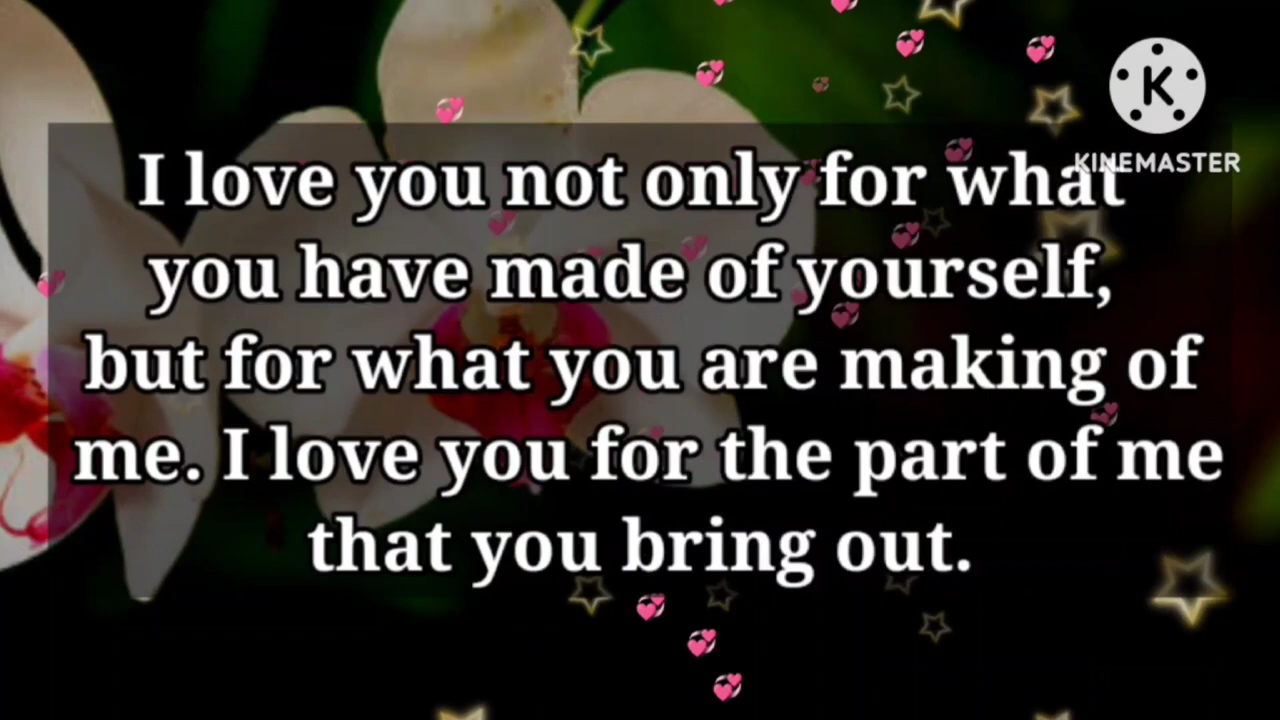 I love you not only for what
you have made of yourself,
but for what you are making of
me. I love you for the part of me
that you bring out.
K
KINEMASTER